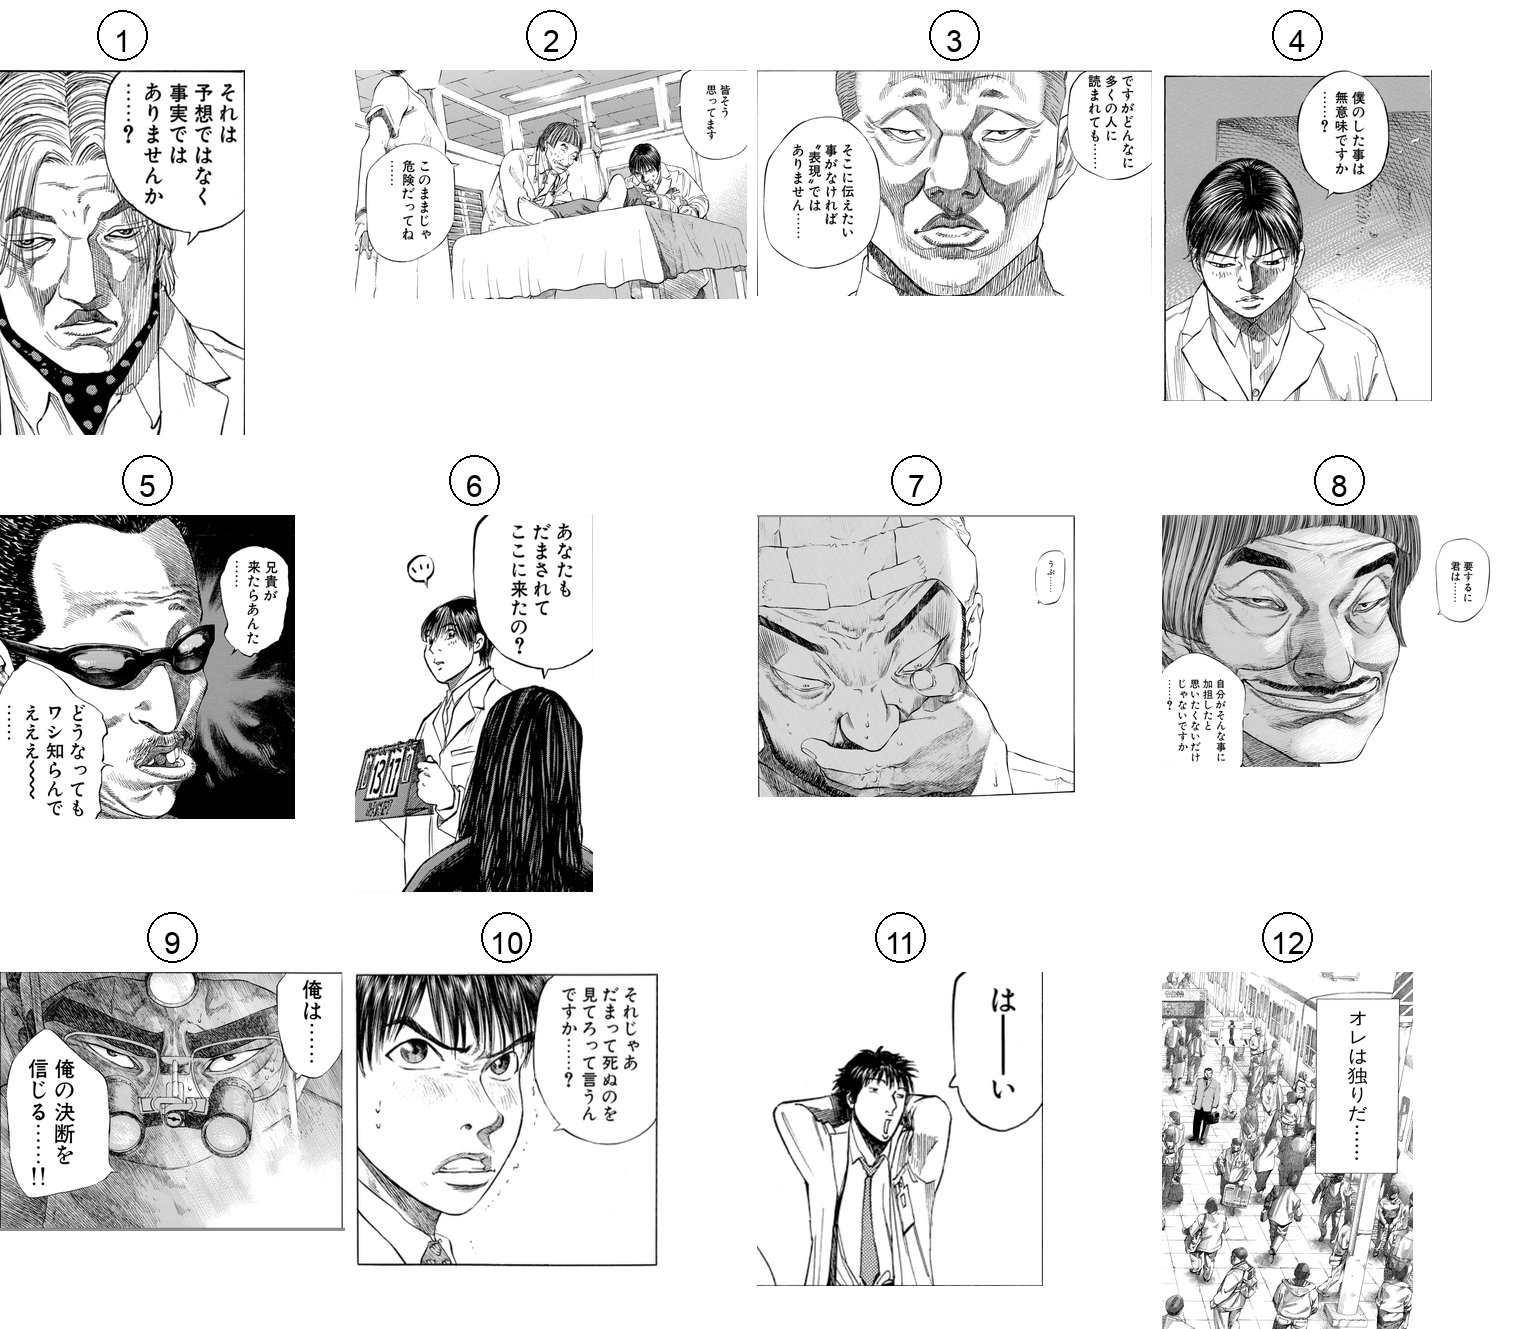 1
それは
予想ではなく
事実では
ありませんか
……?
2
皆そう
思ってます
このままじゃ
危険だってね
……
3
ですがどんなに
多くの人に
読まれても……
そこに伝えたい
事がなければ
〝表現〟では
ありません……
4
僕のした事は
無意味ですか
……?
5
兄貴が
来たらあんた
……
どうなっても
ワシ知らんで
えええ〜〜〜
……
6
あなたも
だまされて
ここに来たの?
13
17
7
うぷ……
8
要するに
君は……
自分がそんな事に
加担したと
思いたくないだけ
じゃないですか
……?
9
俺は……
俺の決断を
信じる……!!
10
それじゃあ
だまって死ぬのを
見てろって言うん
ですか……?
11
は――い
12
オレは独りだ……